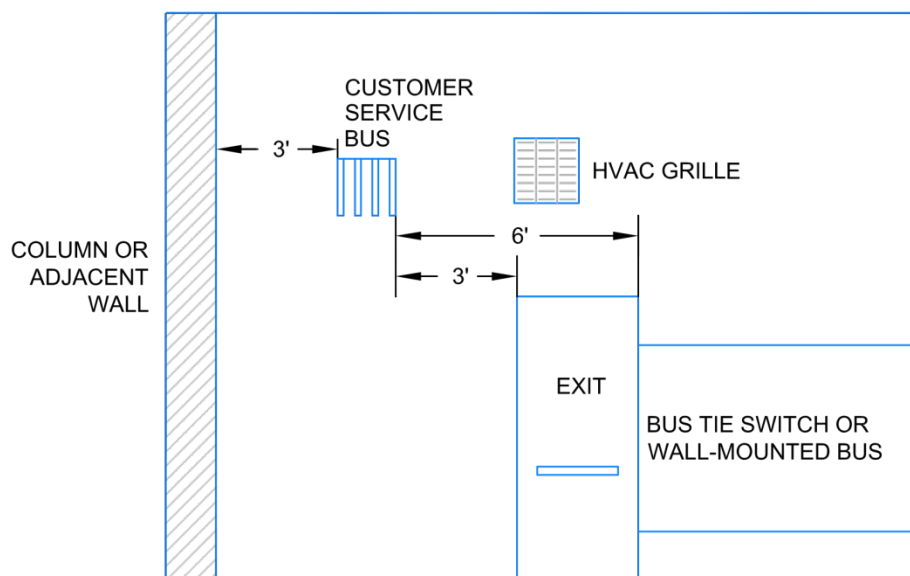 CUSTOMER
SERVICE
BUS
3'
HVAC GRILLE
6'
3'
COLUMN OR
ADJACENT
WALL
EXIT
BUS TIE SWITCH OR
WALL-MOUNTED BUS